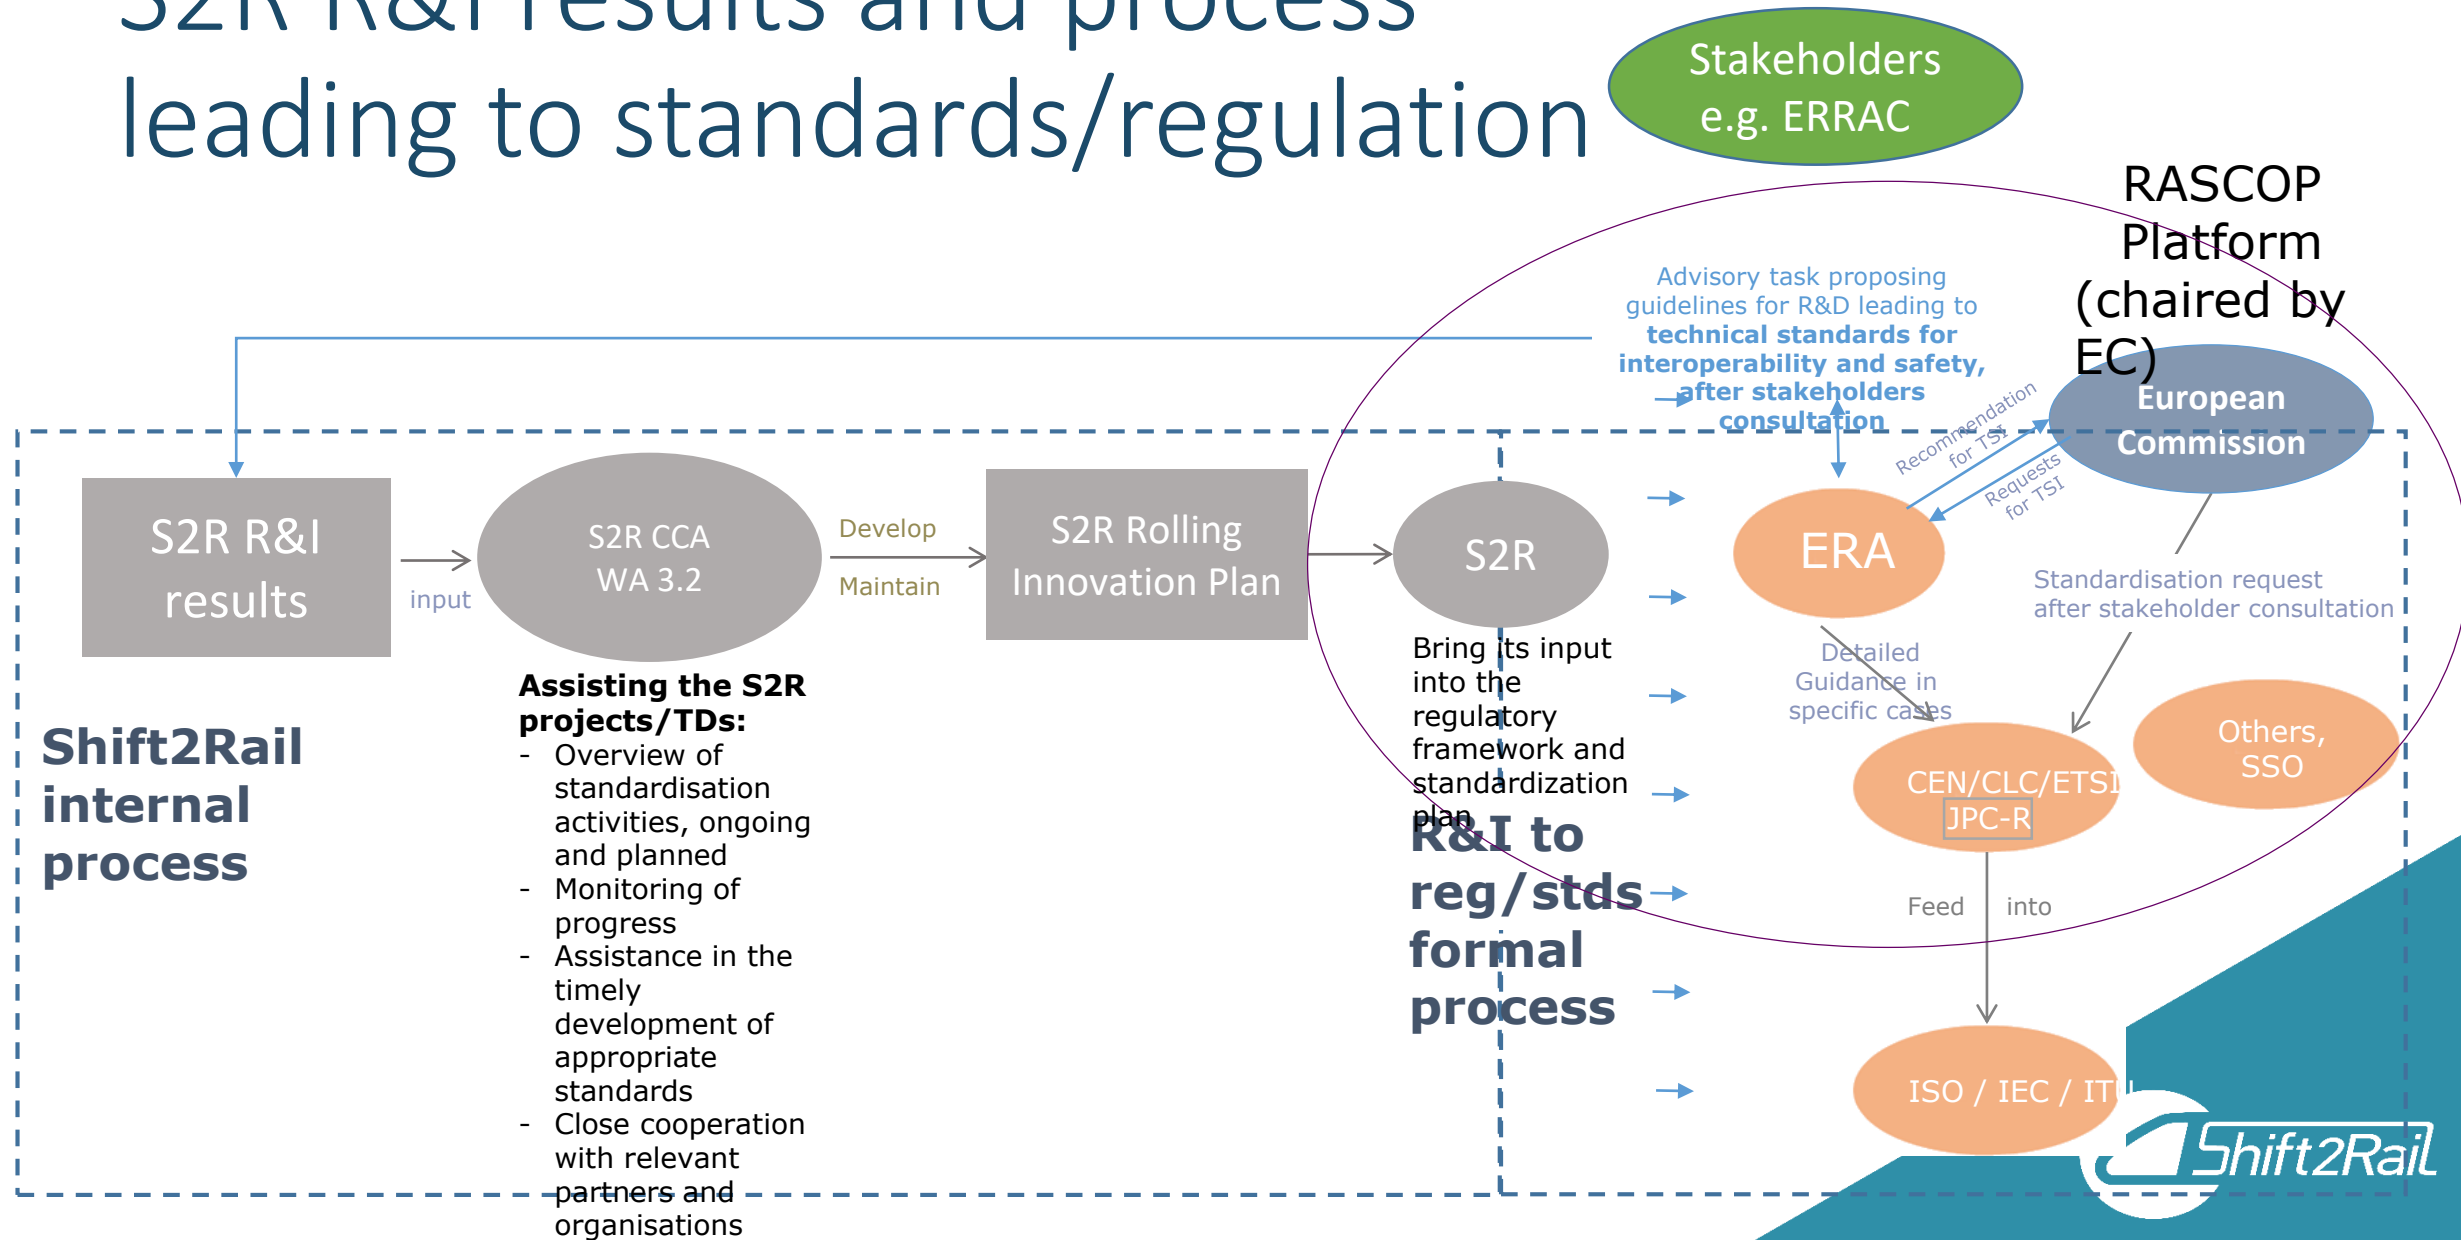 S2R R&I results and process
leading to standards/regulation
Stakeholders
e.g. ERRAC
RASCOP
Platform
(chaired by
EC)
Advisory task proposing
guidelines for R&D leading to
technical standards for
interoperability and safety,
after stakeholders
consultation
Recommendation
for TSI
Requests
for TSI
European
Commission
S2R R&I
results
input
S2R CCA
WA 3.2
Develop
Maintain
S2R Rolling
Innovation Plan
S2R
ERA
Standardisation request
after stakeholder consultation
Bring its input
into the
regulatory
framework and
standardization
plan
Detailed
Guidance in
specific cases
Assisting the S2R
projects/TDs:
- Overview of
standardisation
activities, ongoing
and planned
- Monitoring of
progress
- Assistance in the
timely
development of
appropriate
standards
- Close cooperation
with relevant
partners and
organisations
Shift2Rail
internal
process
R&I to
reg/stds
formal
process
CEN/CLC/ETSI
JPC-R
Others,
SSO
Feed into
ISO / IEC / ITU
Shift2Rail